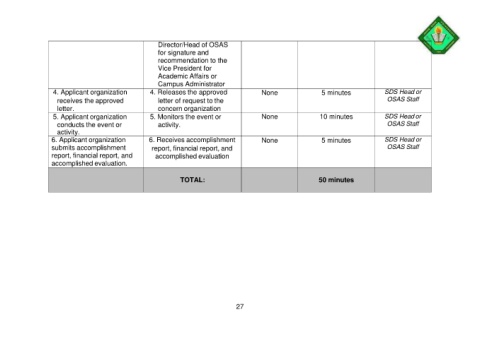 Director/Head of OSAS
for signature and
recommendation to the
Vice President for
Academic Affairs or
Campus Administrator
4. Applicant organization
receives the approved
letter.
4. Releases the approved
letter of request to the
concern organization
None
5 minutes
SDS Head or
OSAS Staff
5. Applicant organization
conducts the event or
activity.
5. Monitors the event or
activity.
None
10 minutes
SDS Head or
OSAS Staff
6. Applicant organization
submits accomplishment
report, financial report, and
accomplished evaluation.
6. Receives accomplishment
report, financial report, and
accomplished evaluation
None
5 minutes
SDS Head or
OSAS Staff
TOTAL:
50 minutes
27